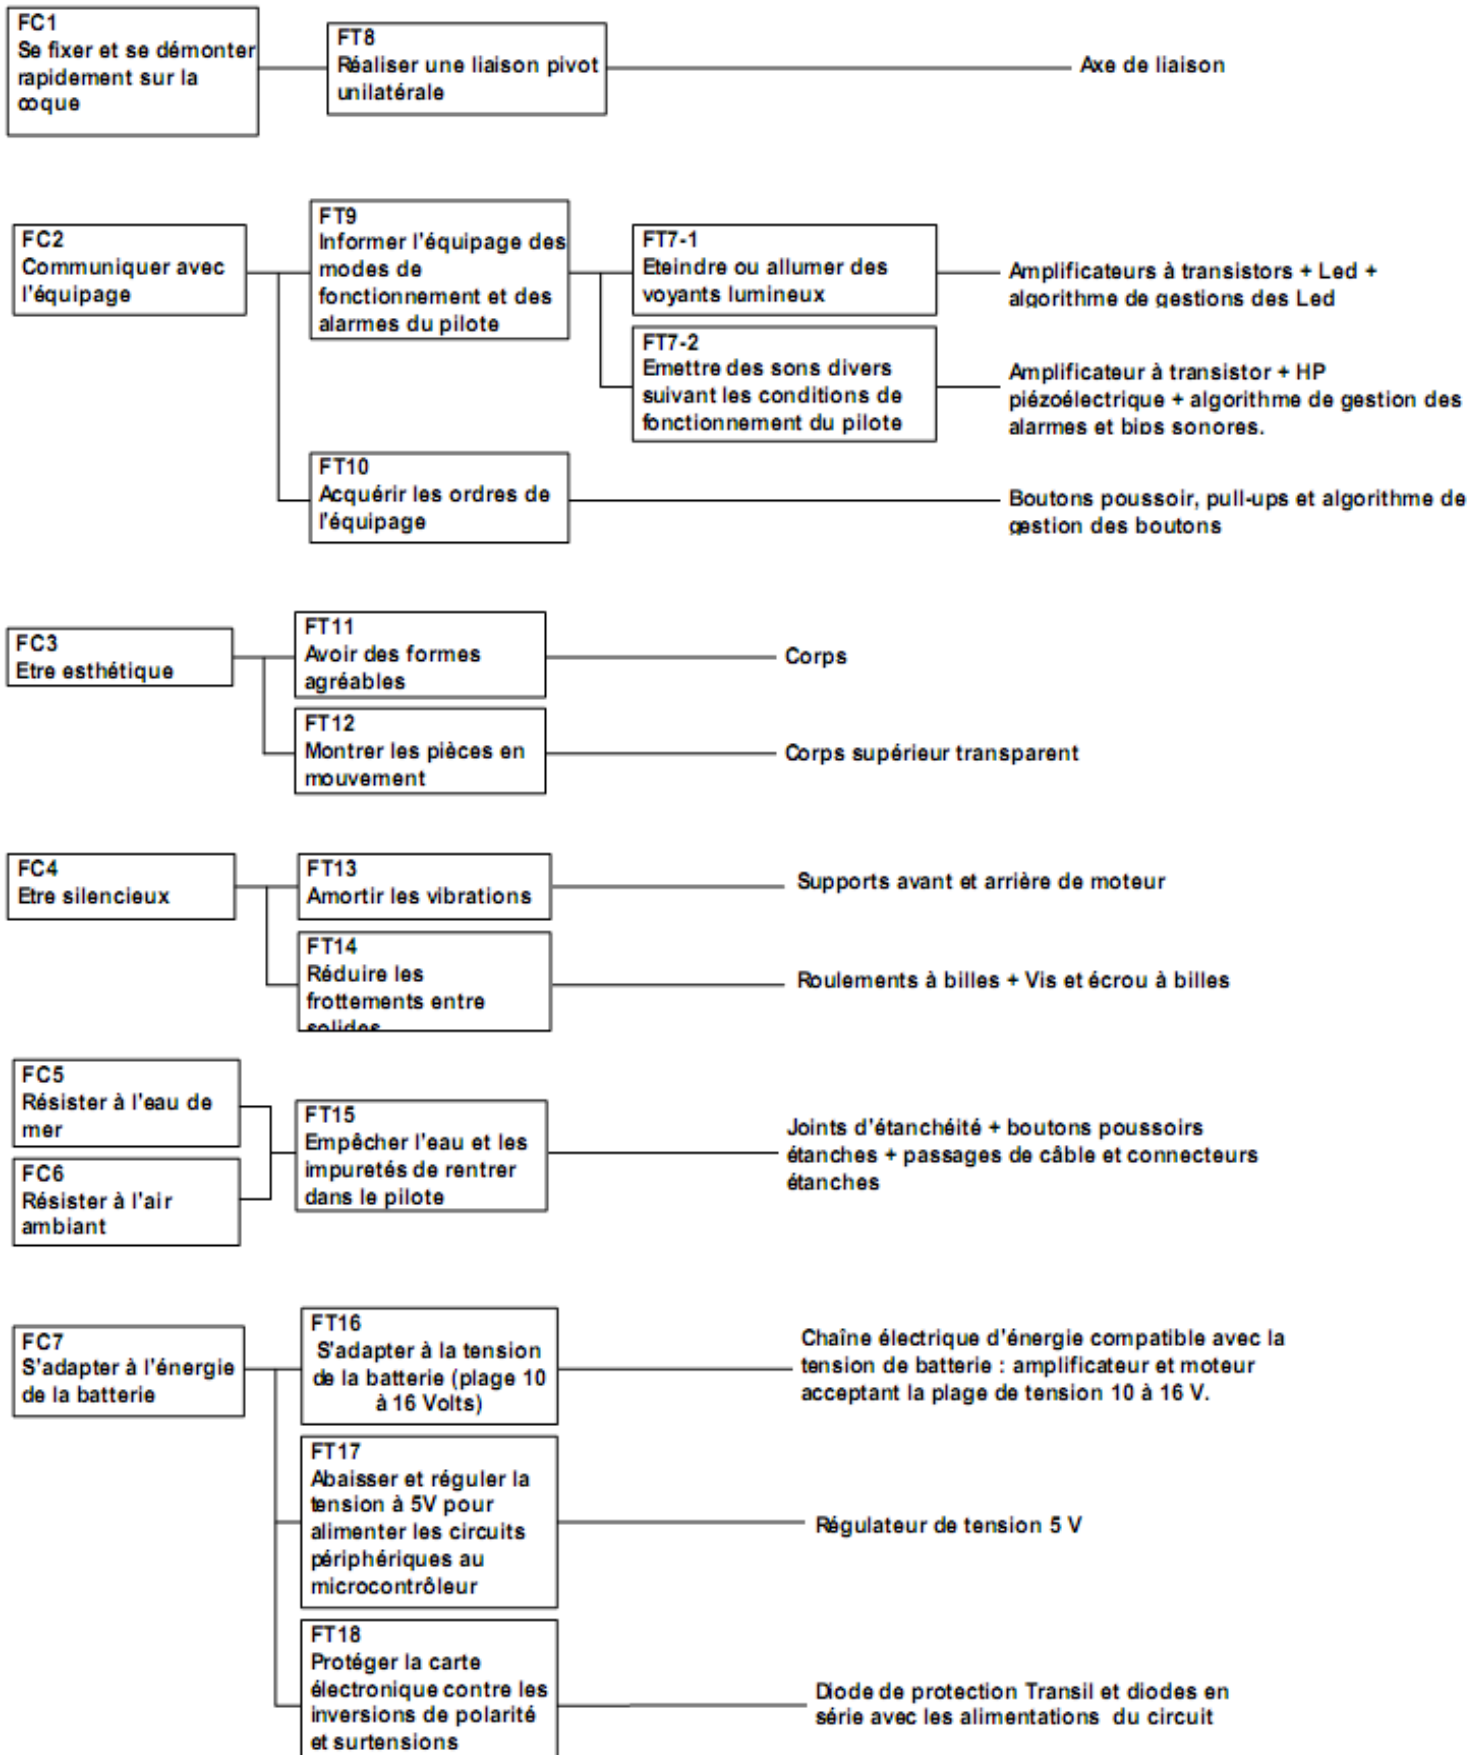 FC1
Se fixer et se démonter
rapidement sur la
coque
FT8
Réaliser une liaison pivot
unilatérale
Axe de liaison
FC2
Communiquer avec
l'équipage
FT9
Informer l'équipage des
modes de
fonctionnement et des
alarmes du pilote
FT7-1
Eteindre ou allumer des
voyants lumineux
Amplificateurs à transistors + Led +
algorithme de gestions des Led
FT7-2
Emettre des sons divers
suivant les conditions de
fonctionnement du pilote
Amplificateur à transistor + HP
piézoélectrique + algorithme de gestion des
alarmes et bips sonores.
FT10
Acquérir les ordres de
l'équipage
Boutons poussoir, pull-ups et algorithme de
gestion des boutons
FC3
Etre esthétique
FT11
Avoir des formes
agréables
Corps
FT12
Montrer les pièces en
mouvement
Corps supérieur transparent
FC4
Etre silencieux
FT13
Amortir les vibrations
Supports avant et arrière de moteur
FT14
Réduire les
frottements entre
solides
Roulements à billes + Vis et écrou à billes
FC5
Résister à l'eau de
mer
FC6
Résister à l'air
ambiant
FT15
Empêcher l'eau et les
impuretés de rentrer
dans le pilote
Joints d'étanchéité + boutons poussoirs
étanches + passages de câble et connecteurs
étanches
FC7
S'adapter à l'énergie
de la batterie
FT16
S'adapter à la tension
de la batterie (plage 10
à 16 Volts)
Chaîne électrique d'énergie compatible avec la
tension de batterie : amplificateur et moteur
acceptant la plage de tension 10 à 16 V.
FT17
Abaisser et réguler la
tension à 5V pour
alimenter les circuits
périphériques au
microcontrôleur
Régulateur de tension 5 V
FT18
Protéger la carte
électronique contre les
inversions de polarité
et surtensions
Diode de protection Transil et diodes en
série avec les alimentations du circuit